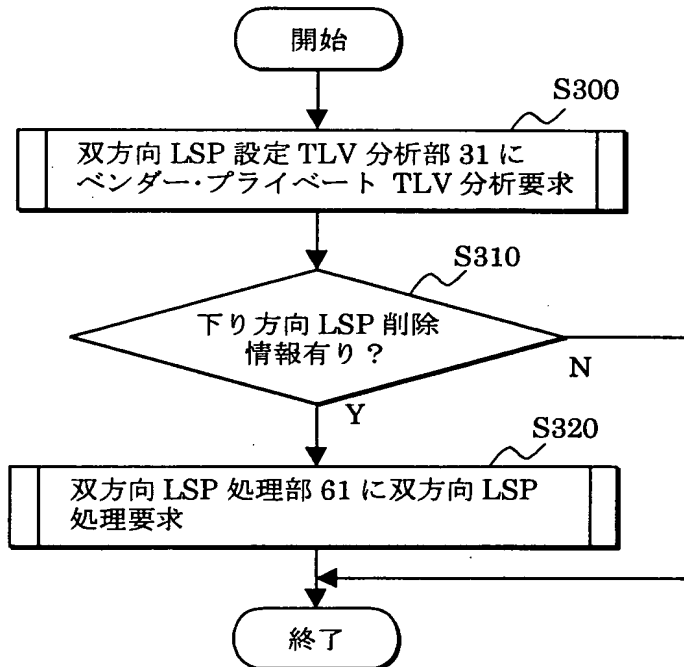 開始
S300
双方向 LSP 設定 TLV 分析部 31 に
ベンダー・プライベート TLV 分析要求
S310
下り方向 LSP 削除
情報有り？
N
Y
S320
双方向 LSP 処理部 61 に双方向 LSP
処理要求
終了